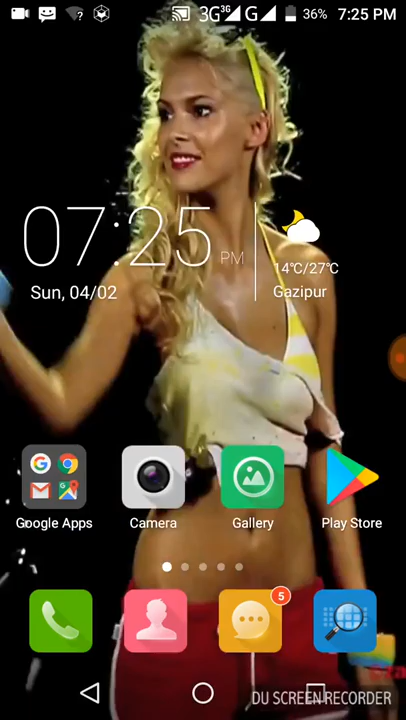 3G 3G G 36% 7:25 PM
07:25 PM
14℃/27℃
Sun, 04/02
Gazipur
Google Apps
Camera
Gallery
Play Store
5
DU SCREEN RECORDER